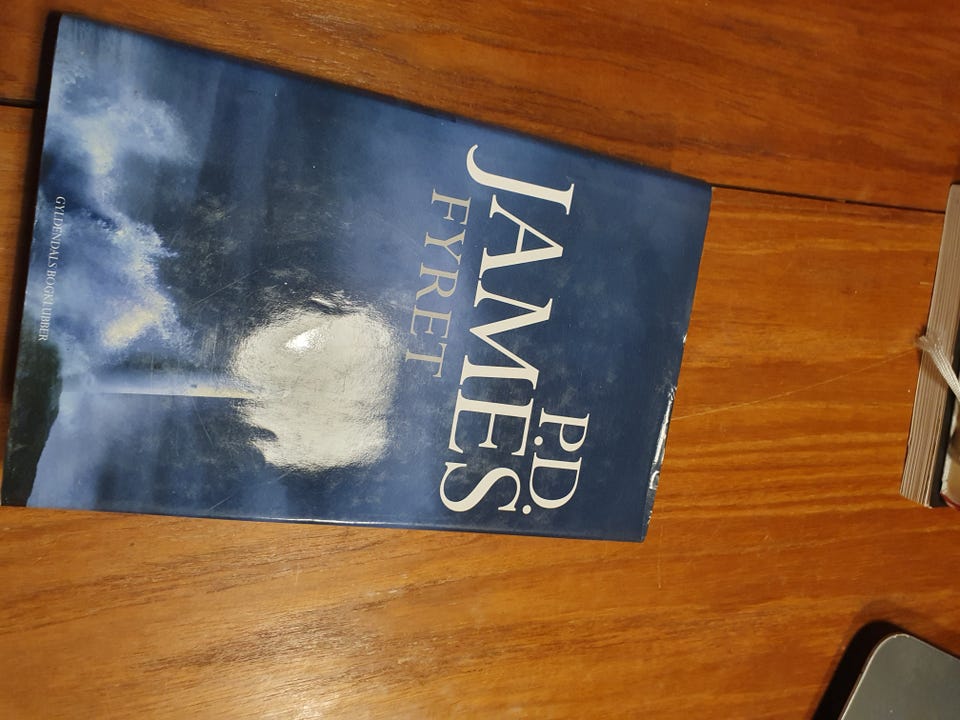 P.D.
JAMES
FYRET
GYLDENDALS BOGKLUBBER